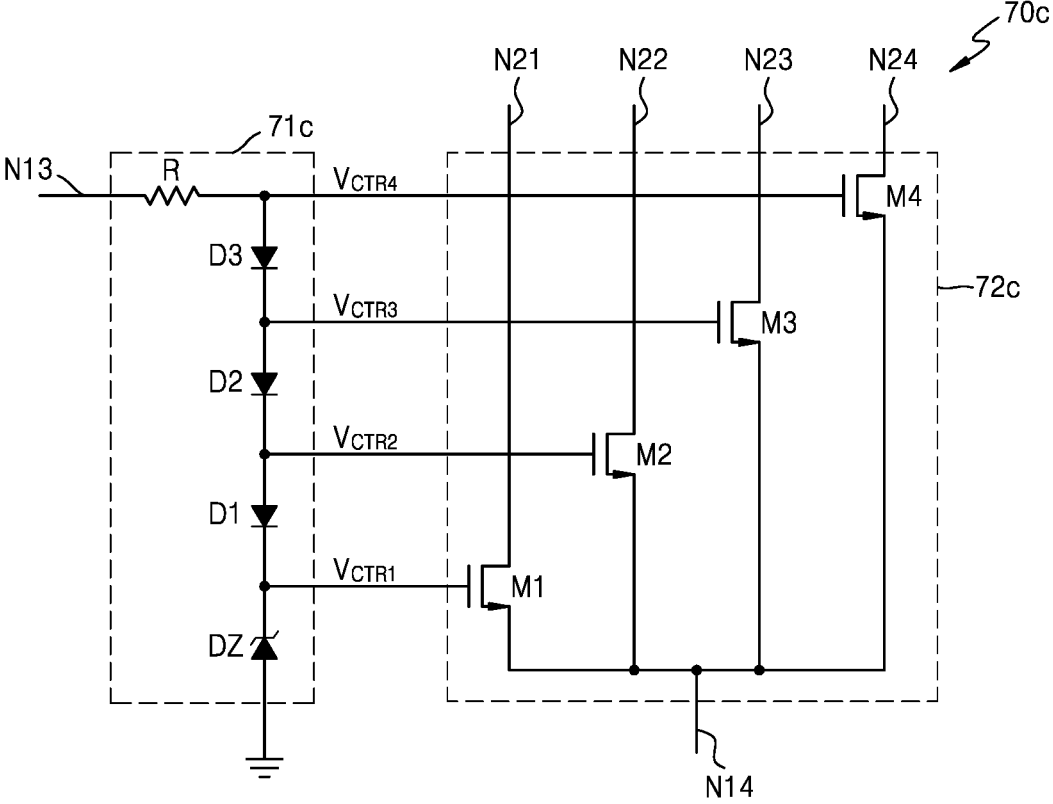 70c
N21
N22
N23
N24
71c
N13
R
VCTR4
M4
D3
72c
VCTR3
M3
D2
VCTR2
M2
D1
VCTR1
M1
DZ
N14